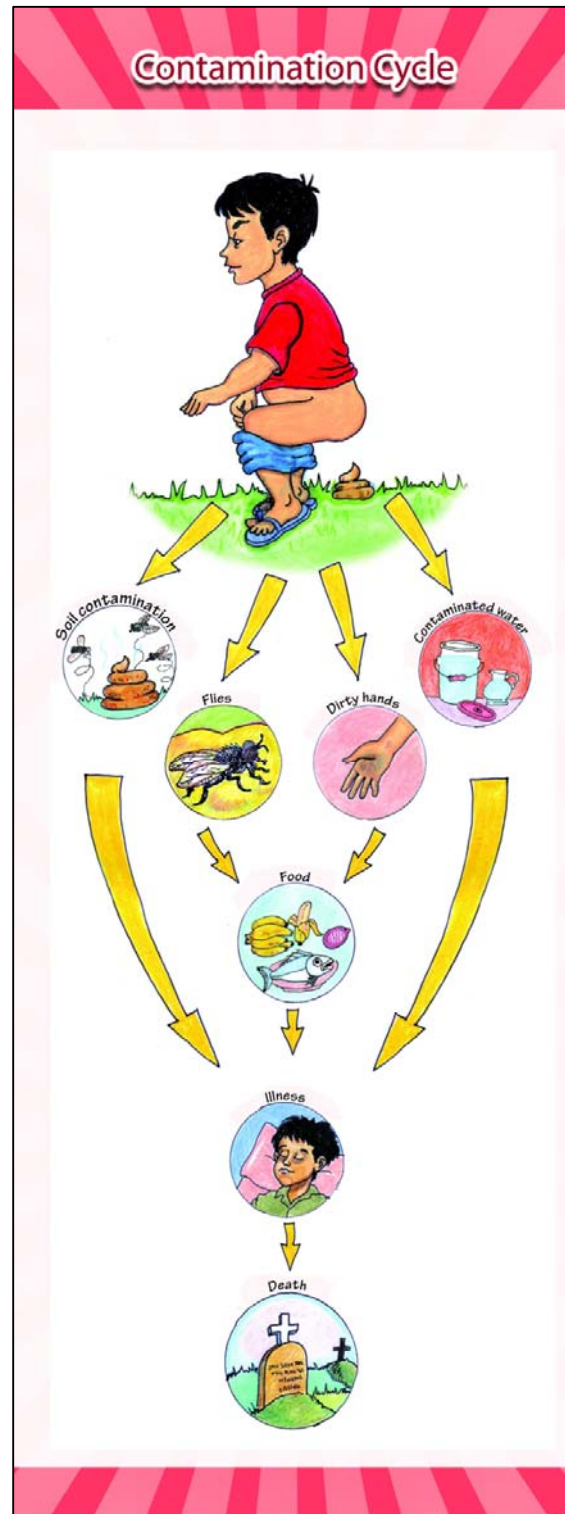 Contamination Cycle
Soil contamination
Contaminated water
Flies
Dirty hands
Food
Illness
Death